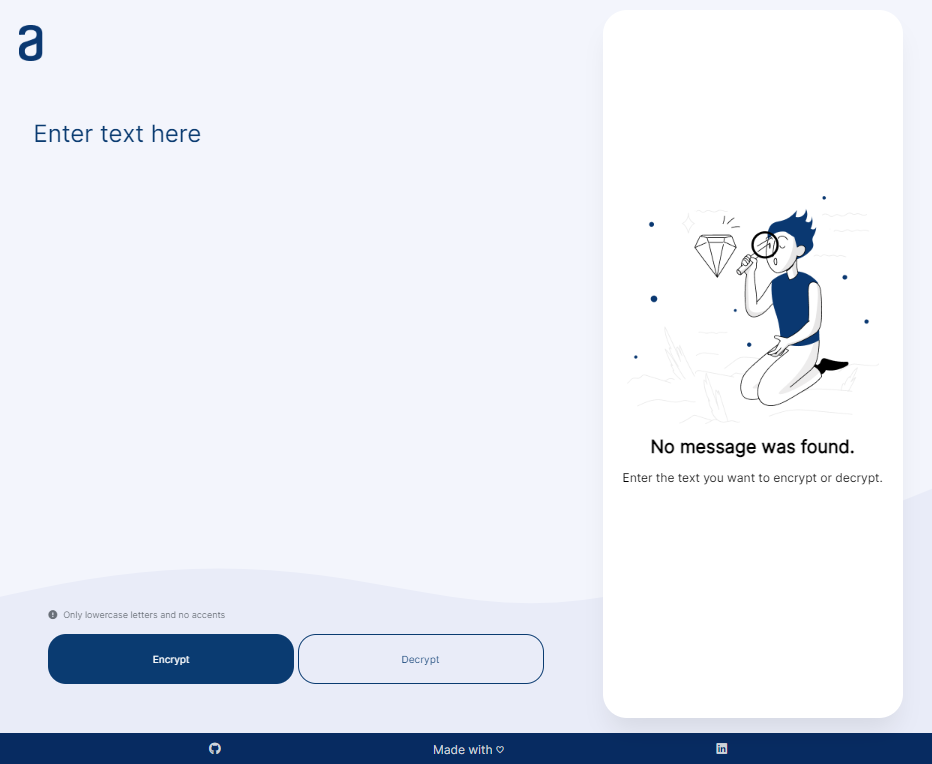 a
Enter text here
No message was found.
Enter the text you want to encrypt or decrypt.
Only lowercase letters and no accents
Encrypt
Decrypt
Made with ♡